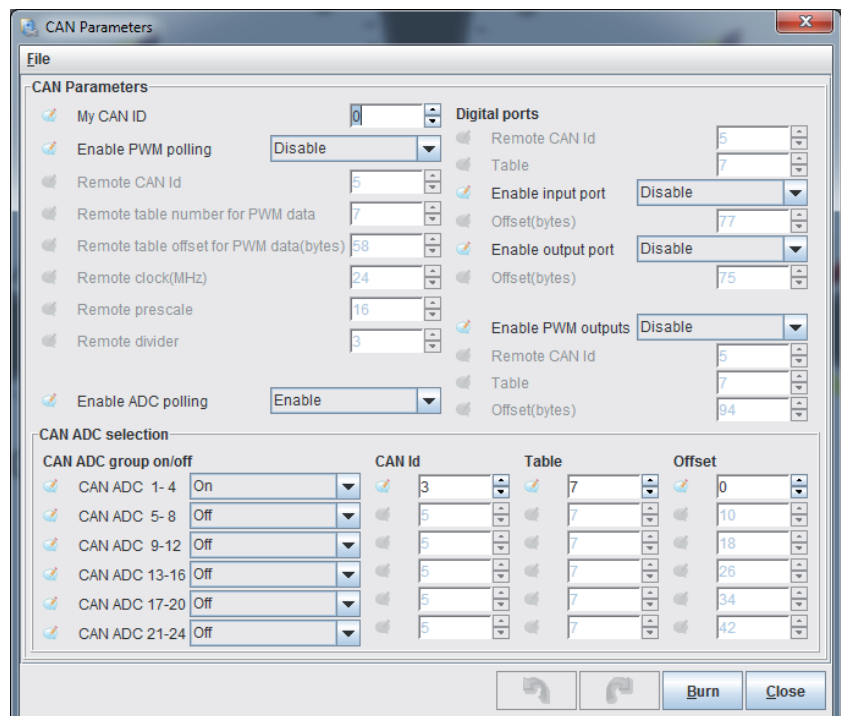 CAN Parameters
File
CAN Parameters
My CAN ID 0
Enable PWM polling Disable
Remote CAN Id 5
Remote table number for PWM data 7
Remote table offset for PWM data(bytes) 58
Remote clock(MHz) 24
Remote prescale 16
Remote divider 3
Enable ADC polling Enable
Digital ports
Remote CAN Id 5
Table 7
Enable input port Disable
Offset(bytes) 77
Enable output port Disable
Offset(bytes) 75
Enable PWM outputs Disable
Remote CAN Id 5
Table 7
Offset(bytes) 94
CAN ADC selection
CAN ADC group on/off CAN Id Table Offset
CAN ADC 1- 4 On 3 7 0
CAN ADC 5- 8 Off 5 7 10
CAN ADC 9-12 Off 5 7 18
CAN ADC 13-16 Off 5 7 26
CAN ADC 17-20 Off 5 7 34
CAN ADC 21-24 Off 5 7 42
Burn Close